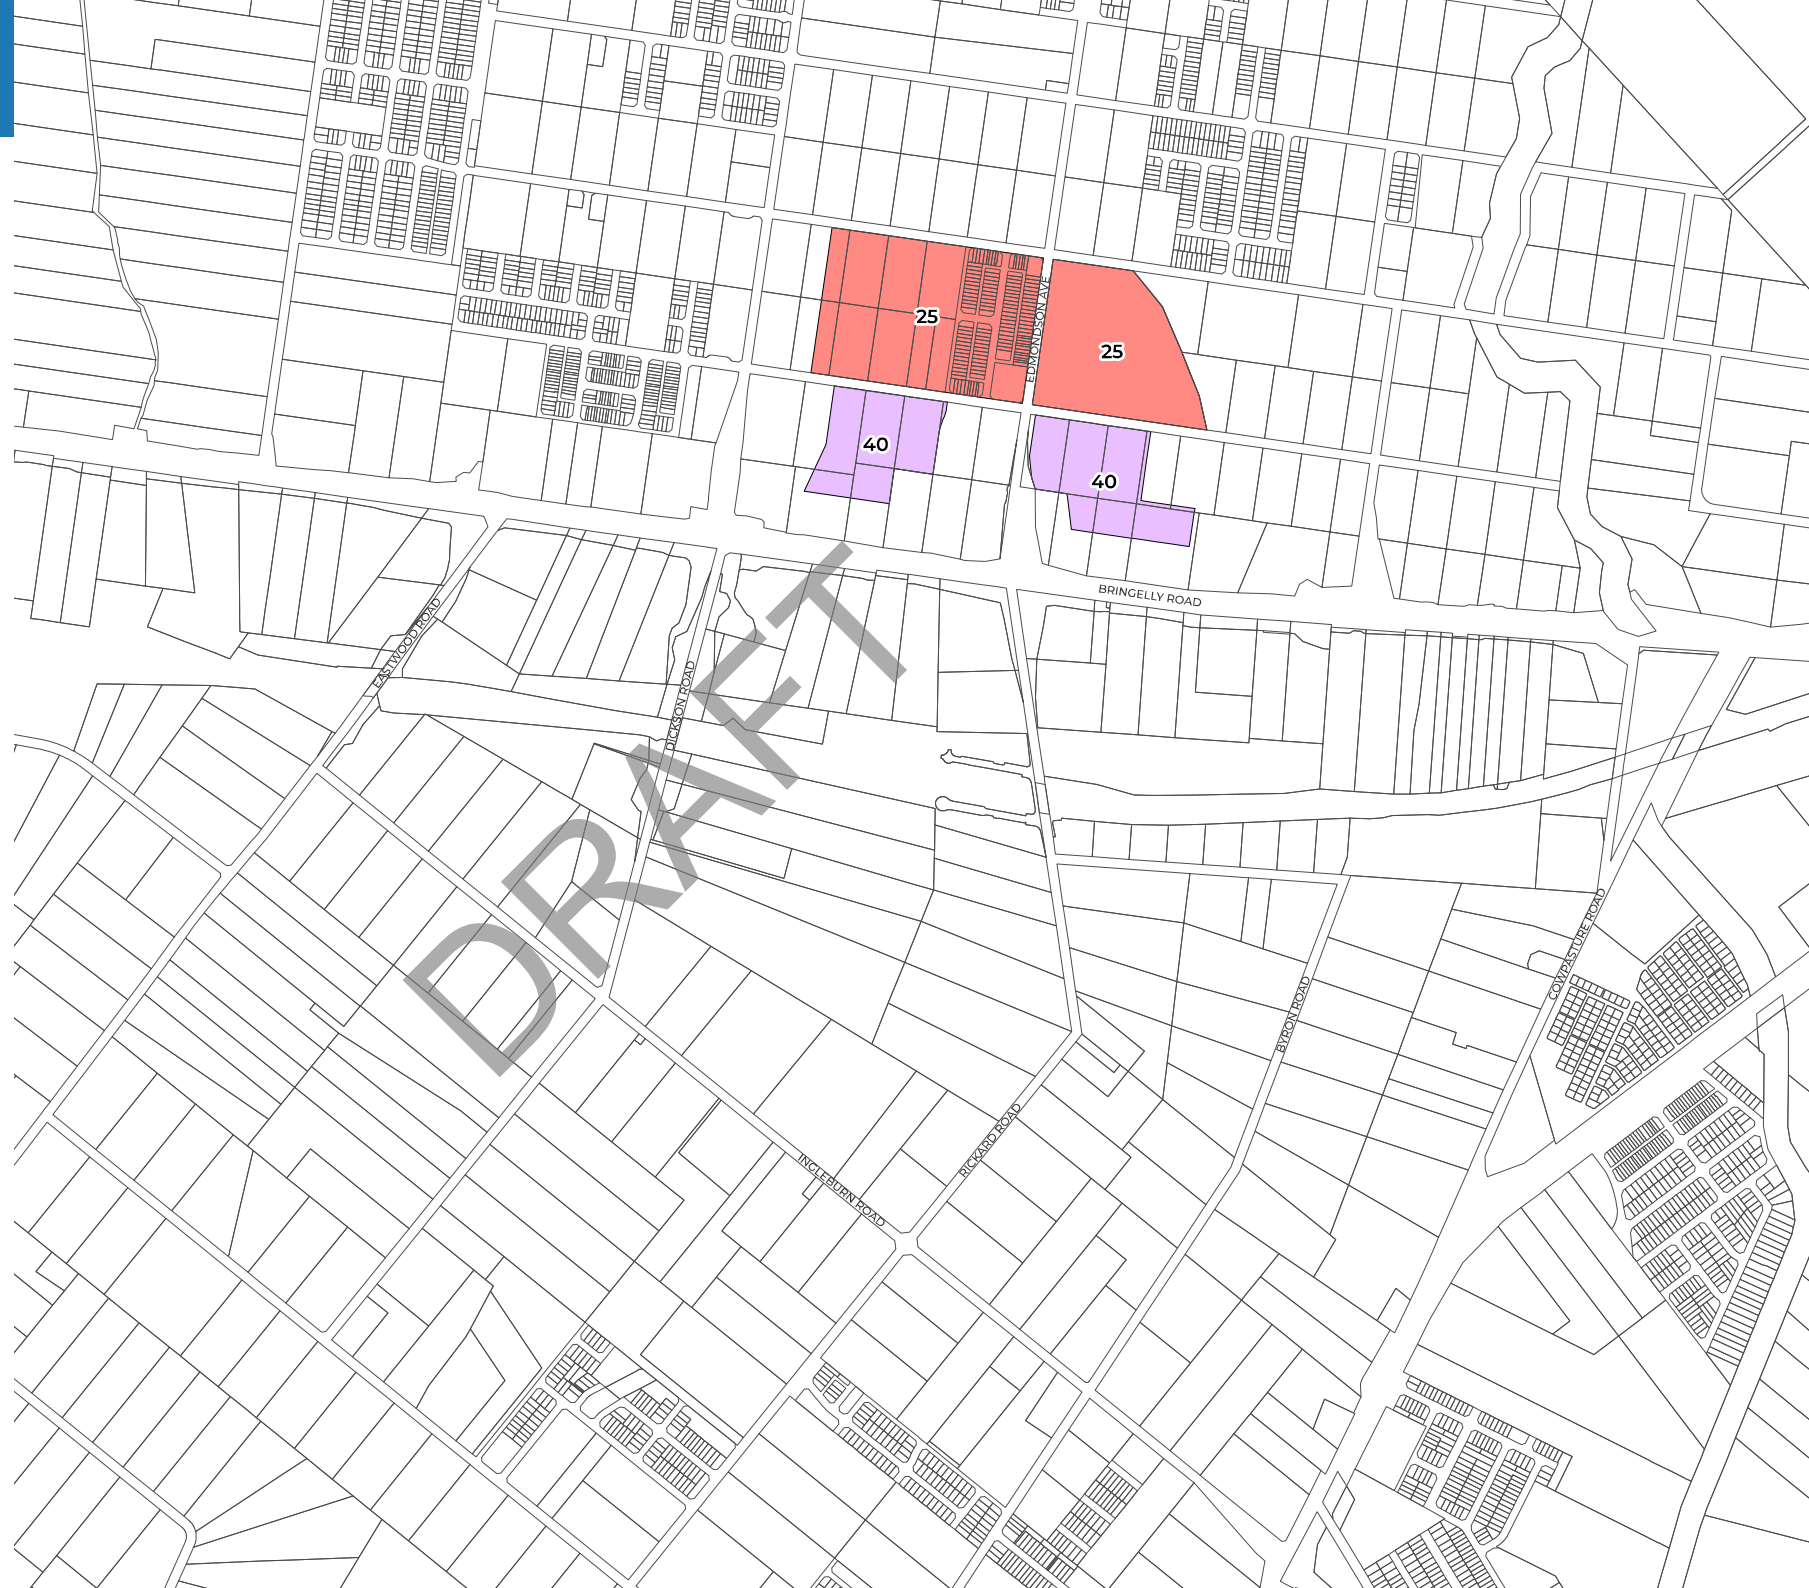 25
EDMONDSON AVE
25
40
40
BRINGELLY ROAD
EASTWOOD ROAD
DICKSON ROAD
DRAFT
COWPASTURE ROAD
BYRON ROAD
RICKARD ROAD
INGLEBURN ROAD